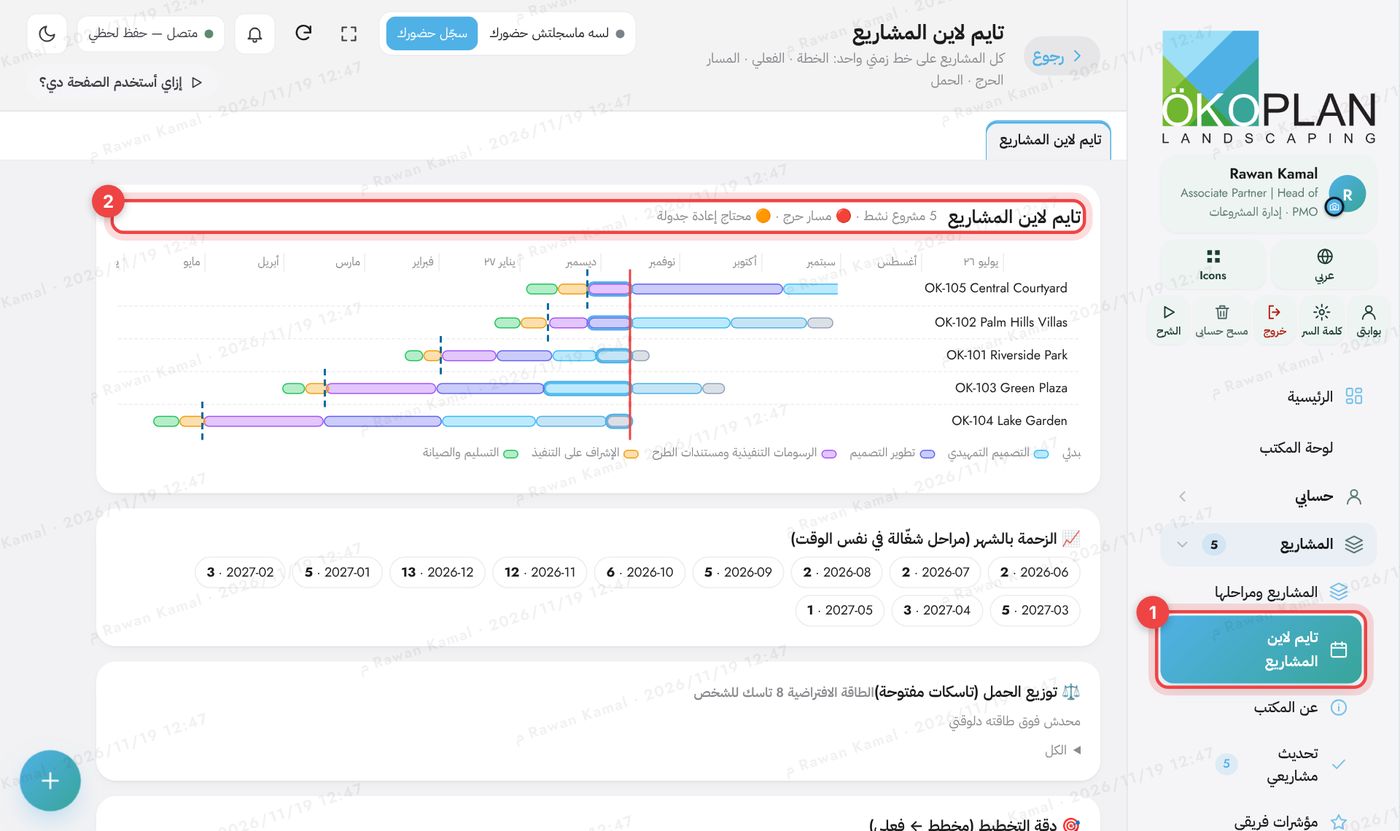 ÖKOPLAN
LANDSCAPING
Rawan Kamal
Associate Partner | Head of
PMO · إدارة المشروعات
R
عربي
Icons
بوابتي
كلمة السر
خروج
مسح حسابي
الشرح
الرئيسية
لوحة المكتب
حسابي
المشاريع
5
المشاريع ومراحلها
1
تايم لاين
المشاريع
عن المكتب
تحديث
مشاريعي
5
مؤشرات فريقي
رجوع
تايم لاين المشاريع
كل المشاريع على خط زمني واحد: الخطة · الفعلي · المسار
الحرج · الحمل
لسه ماسجلتش حضورك
سجّل حضورك
متصل — حفظ لحظي
إزاي أستخدم الصفحة دي؟
تايم لاين المشاريع
2
تايم لاين المشاريع
5 مشروع نشط · 🔴 مسار حرج · 🟠 محتاج إعادة جدولة
يوليو ٢٦
أغسطس
سبتمبر
أكتوبر
نوفمبر
ديسمبر
يناير ٢٧
فبراير
مارس
أبريل
مايو
OK-105 Central Courtyard
OK-102 Palm Hills Villas
OK-101 Riverside Park
OK-103 Green Plaza
OK-104 Lake Garden
بدئي
التصميم التمهيدي
تطوير التصميم
الرسومات التنفيذية ومستندات الطرح
الإشراف على التنفيذ
التسليم والصيانة
📈 الزحمة بالشهر (مراحل شغّالة في نفس الوقت)
2026-06 · 2
2026-07 · 2
2026-08 · 2
2026-09 · 5
2026-10 · 6
2026-11 · 12
2026-12 · 13
2027-01 · 5
2027-02 · 3
2027-03 · 5
2027-04 · 3
2027-05 · 1
⚖️ توزيع الحمل (تاسكات مفتوحة)الطاقة الافتراضية 8 تاسك للشخص
محدش فوق طاقته دلوقتي
◀ الكل
🎯 دقة التخطيط (مخطط ← فعلي)
Rawan Kamal · 2026/11/19 12:47 م